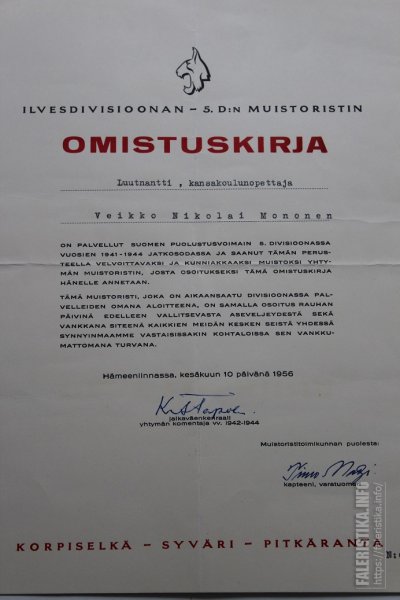 ILVESDIVISIOONAN – 5. D:N MUISTORISTIN
OMISTUSKIRJA
Luutnantti , kansakoulunopettaja
Veikko Nikolai Mononen
ON PALVELLUT SUOMEN PUOLUSTUSVOIMAIN 5. DIVISIOONASSA
VUOSIEN 1941-1944 JATKOSODASSA JA SAANUT TÄMÄN PERUS-
TEELLA VELVOITTAVAKSI JA KUNNIAKKAAKSI MUISTOKSI YHTY-
MÄN MUISTORISTIN, JOSTA OSOITUKSEKSI TÄMÄ OMISTUSKIRJA
HÄNELLE ANNETAAN.
TÄMÄ MUISTORISTI, JOKA ON AIKAANSAATU DIVISIOONASSA PAL-
VELLEIDEN OMANA ALOITTEENA, ON SAMALLA OSOITUS RAUHAN
PÄIVINÄ EDELLEEN VALLITSEVASTA ASEVELJEYDESTÄ SEKÄ
VANKKANA SITEENÄ KAIKKIEN MEIDÄN KESKEN SEISTÄ YHDESSÄ
SYNNYINMAAMME VASTAISISSAKIN KOHTALOISSA SEN VANKKU-
MATTOMANA TURVANA.
Hämeenlinnassa, kesäkuun 10 päivänä 1956
jalkaväenkenraali
yhtymän komentaja vv. 1942-1944
Muistoristitoimikunnan puolesta:
kapteeni, varatuomari
KORPISELKÄ – SYVÄRI – PITKÄRANTA
N:o
FALERISTIKA.INFO
https://faleristika.info/